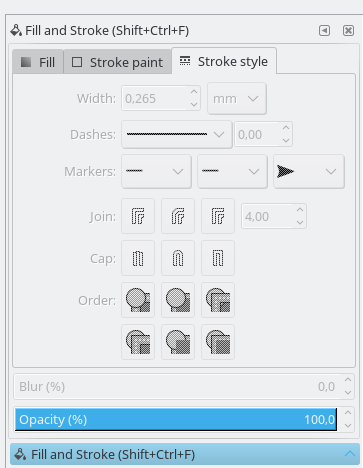 Fill and Stroke (Shift+Ctrl+F)
Fill Stroke paint Stroke style
Width: 0,265 mm
Dashes: 0,00
Markers:
Join: 4,00
Cap:
Order:
Blur (%) 0,0
Opacity (%) 100,0
Fill and Stroke (Shift+Ctrl+F)